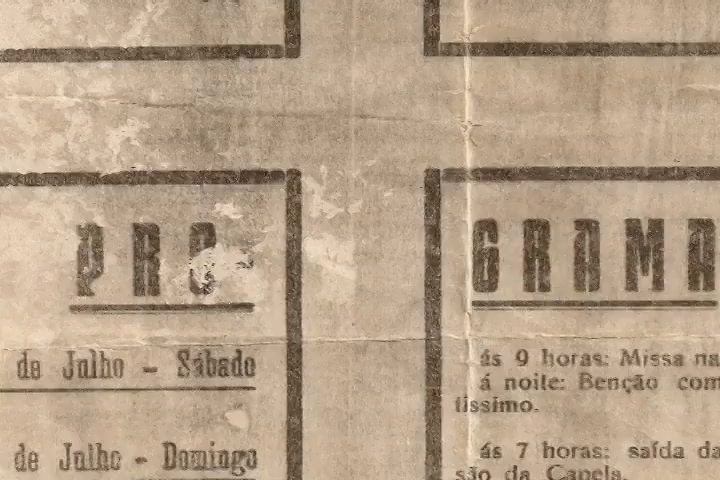 PRO
de Julho - Sábado
de Julho - Domingo
GRAMA
ás 9 horas: Missa na
á noite: Benção com
tissimo.
ás 7 horas: saída da
são da Capela.